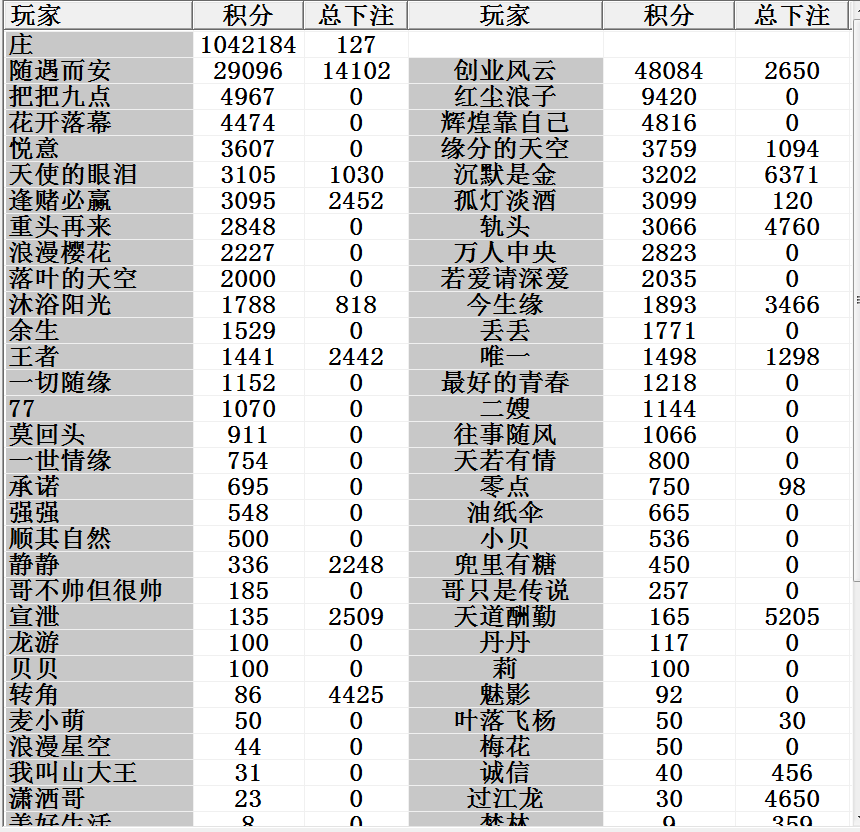 玩家 积分 总下注 玩家 积分 总下注
庄 1042184 127
随遇而安 29096 14102 创业风云 48084 2650
把把九点 4967 0 红尘浪子 9420 0
花开落幕 4474 0 辉煌靠自己 4816 0
悦意 3607 0 缘分的天空 3759 1094
天使的眼泪 3105 1030 沉默是金 3202 6371
逢赌必赢 3095 2452 孤灯淡酒 3099 120
重头再来 2848 0 轨头 3066 4760
浪漫樱花 2227 0 万人中央 2823 0
落叶的天空 2000 0 若爱请深爱 2035 0
沐浴阳光 1788 818 今生缘 1893 3466
余生 1529 0 丢丢 1771 0
王者 1441 2442 唯一 1498 1298
一切随缘 1152 0 最好的青春 1218 0
77 1070 0 二嫂 1144 0
莫回头 911 0 往事随风 1066 0
一世情缘 754 0 天若有情 800 0
承诺 695 0 零点 750 98
强强 548 0 油纸伞 665 0
顺其自然 500 0 小贝 536 0
静静 336 2248 兜里有糖 450 0
哥不帅但很帅 185 0 哥只是传说 257 0
宣泄 135 2509 天道酬勤 165 5205
龙游 100 0 丹丹 117 0
贝贝 100 0 莉 100 0
转角 86 4425 魅影 92 0
麦小萌 50 0 叶落飞杨 50 30
浪漫星空 44 0 梅花 50 0
我叫山大王 31 0 诚信 40 456
潇洒哥 23 0 过江龙 30 4650
美好生活 8 0 梦林 9 359